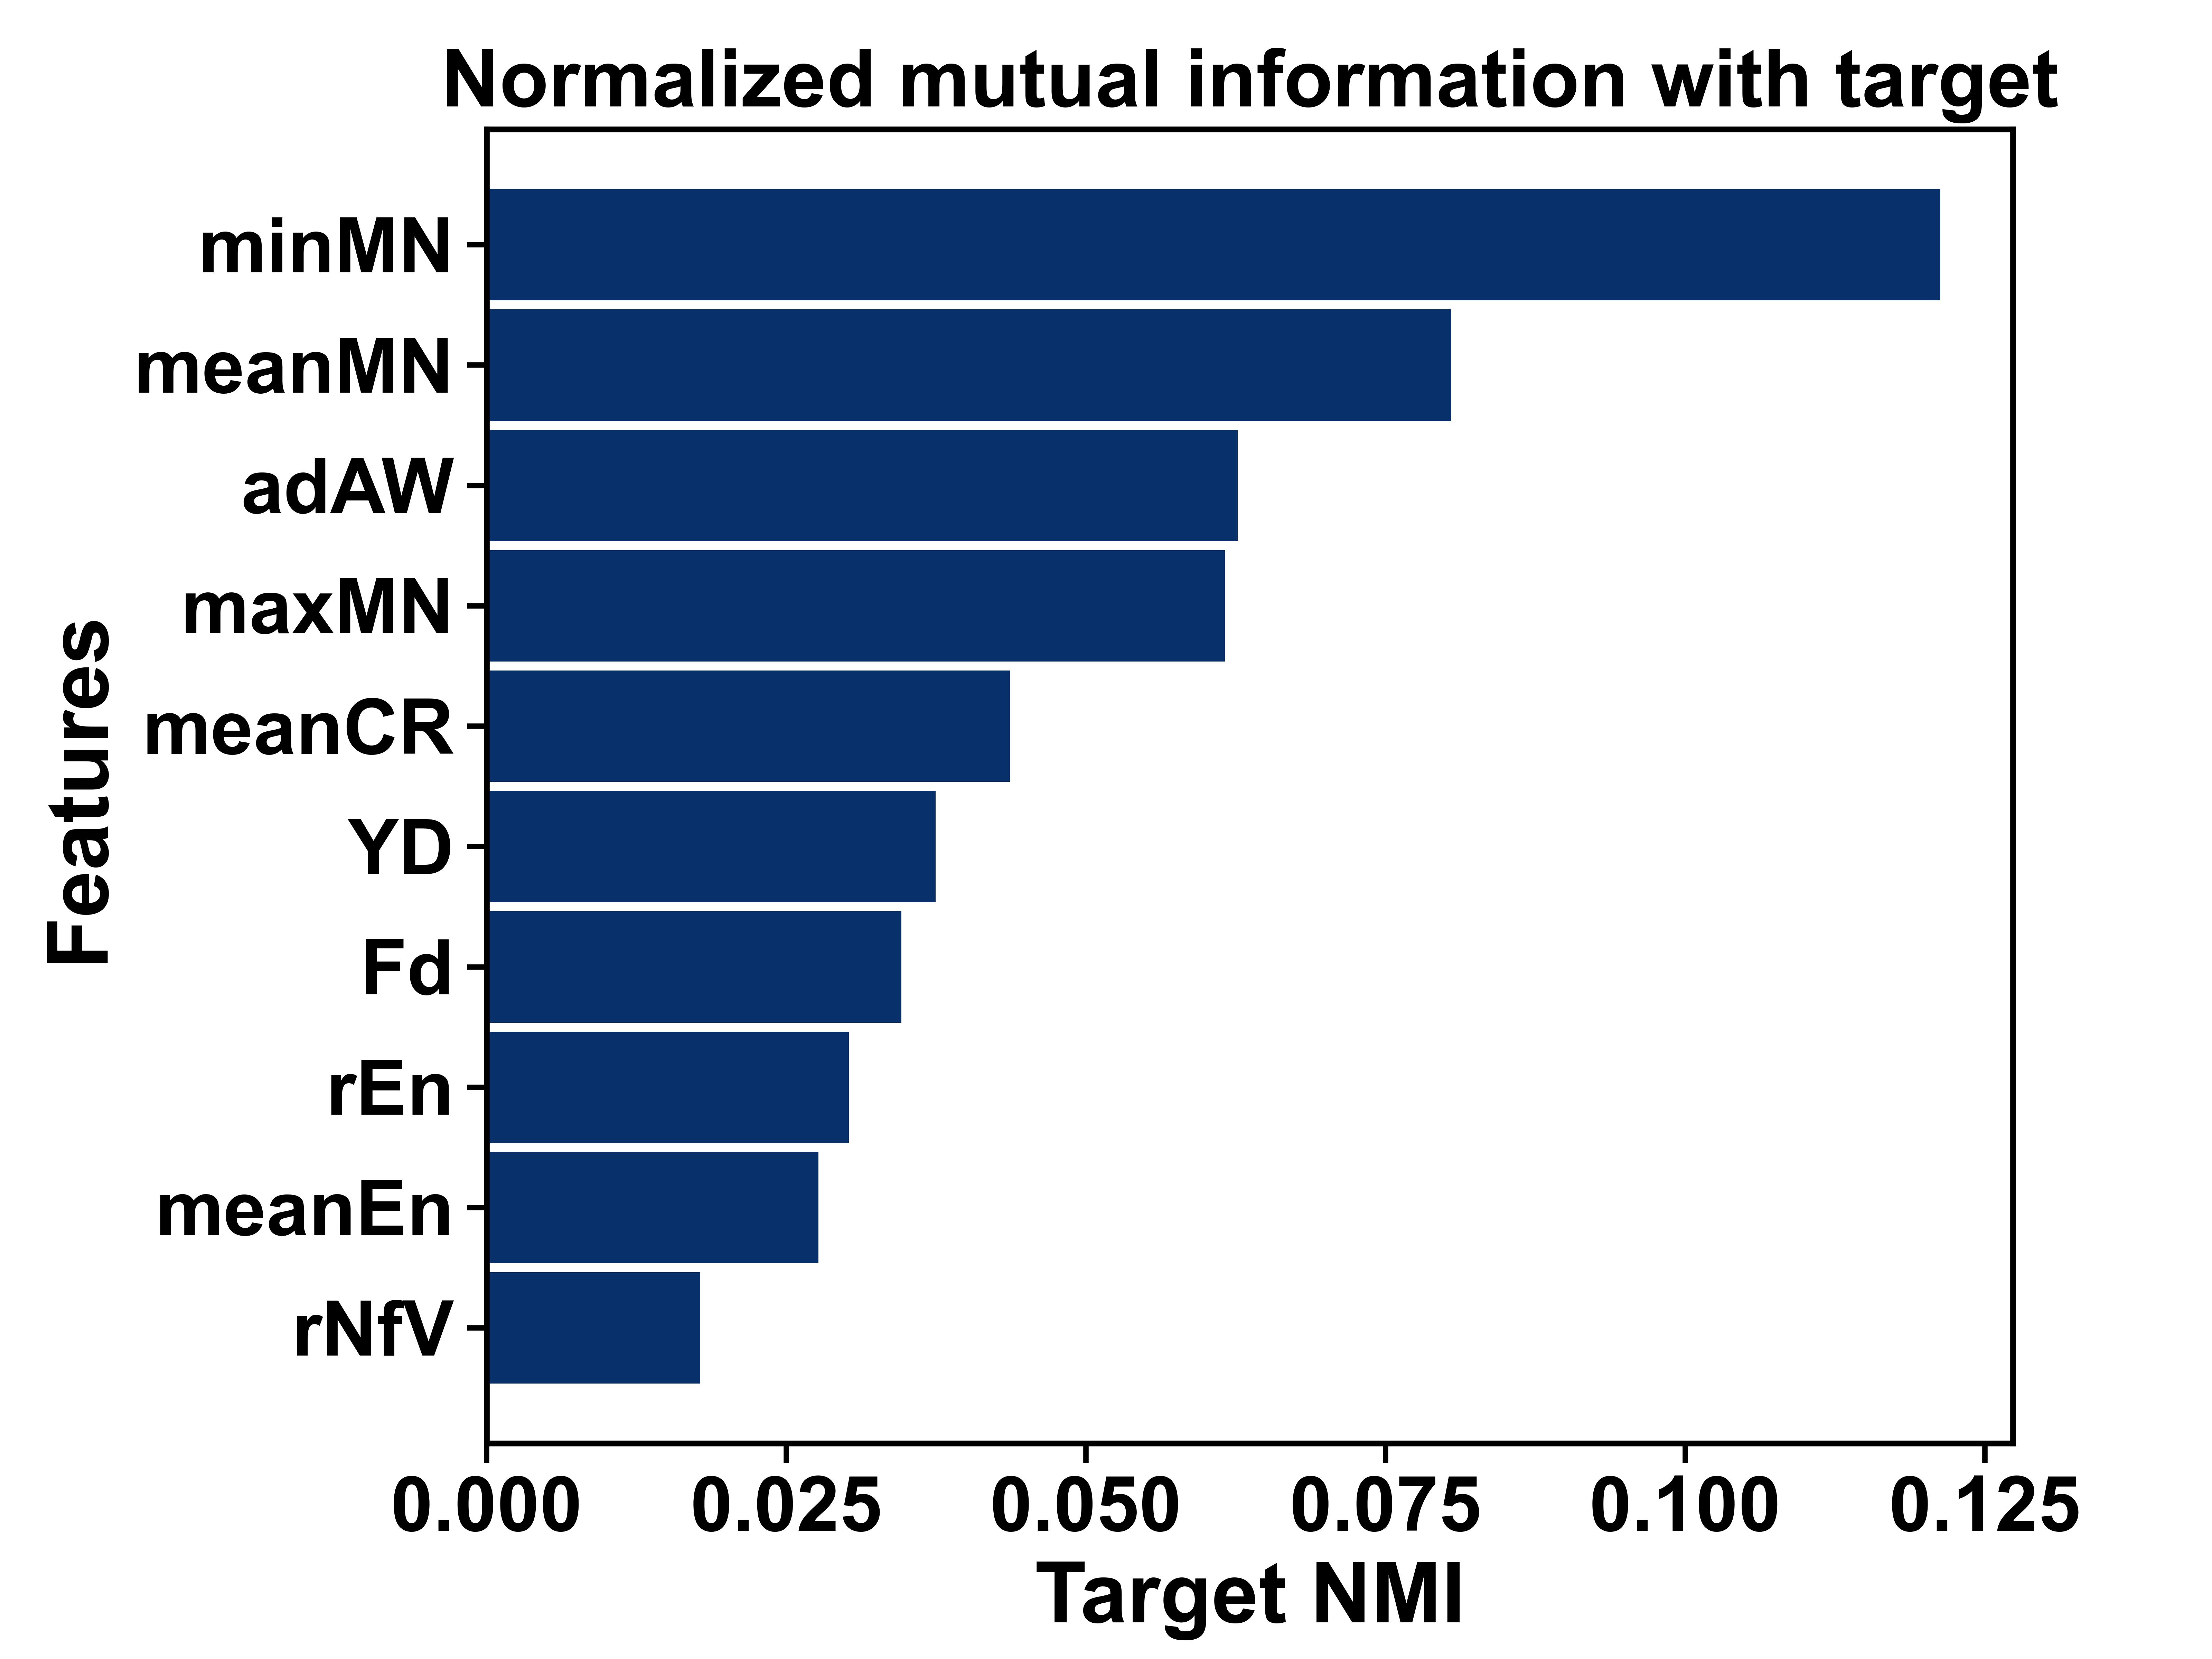 Normalized mutual information with target
minMN
meanMN
adAW
maxMN
meanCR
YD
Fd
rEn
meanEn
rNfV
Features
0.000 0.025 0.050 0.075 0.100 0.125
Target NMI